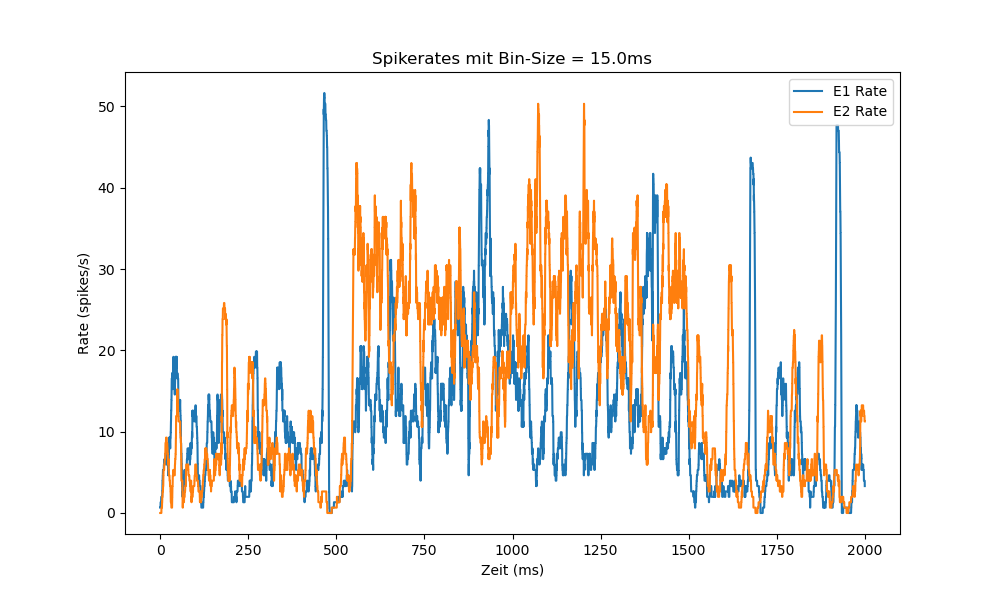 Spikerates mit Bin-Size = 15.0ms
E1 Rate
E2 Rate
Rate (spikes/s)
50
40
30
20
10
0
0 250 500 750 1000 1250 1500 1750 2000
Zeit (ms)